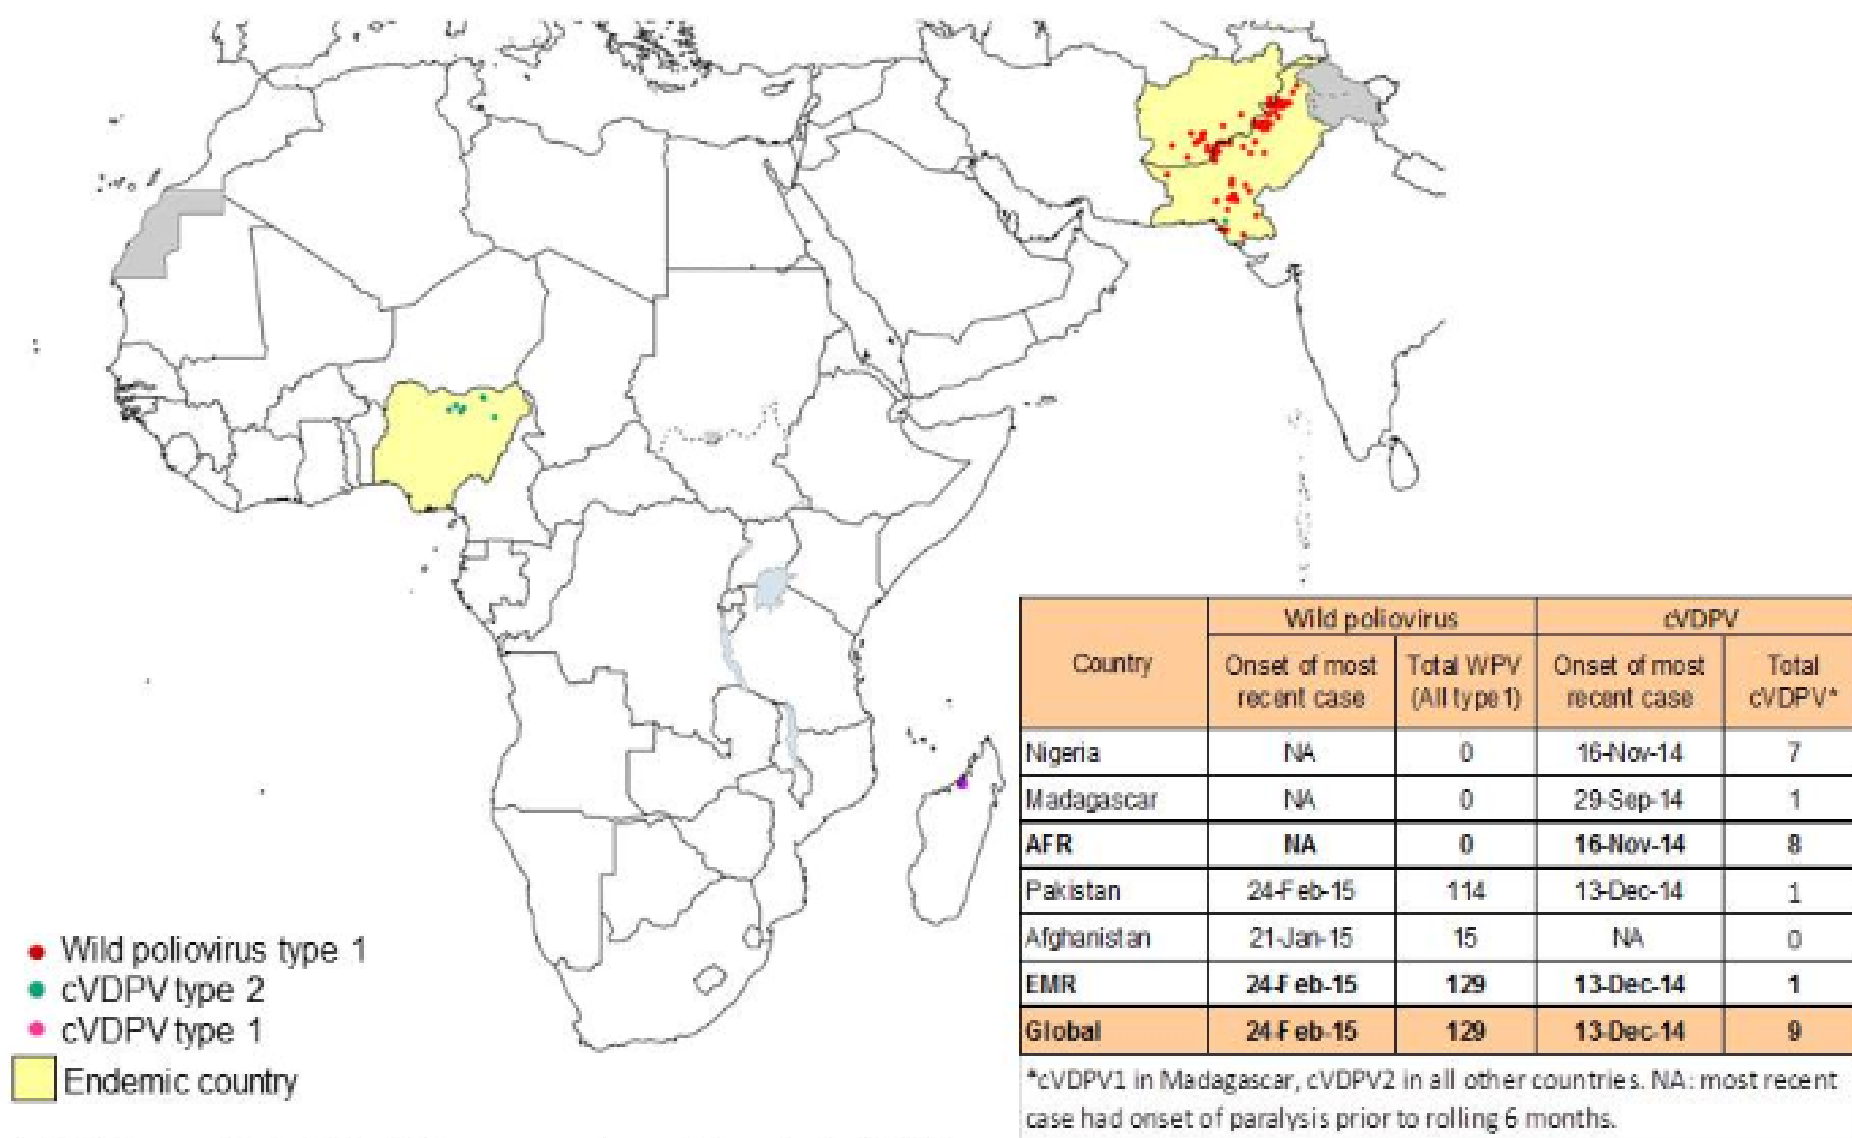 Wild poliovirus type 1
cVDPV type 2
cVDPV type 1
Endemic country
Wild poliovirus cVDPV
Country Onset of most recent case Total WPV (All type1) Onset of most recent case Total cVDPV*
Nigeria NA 0 16-Nov-14 7
Madagascar NA 0 29-Sep-14 1
AFR NA 0 16-Nov-14 8
Pakistan 24-Feb-15 114 13-Dec-14 1
Afghanistan 21-Jan-15 15 NA 0
EMR 24-Feb-15 129 13-Dec-14 1
Global 24-Feb-15 129 13-Dec-14 9
*cVDPV1 in Madagascar, cVDPV2 in all other countries. NA: most recent
case had onset of paralysis prior to rolling 6 months.